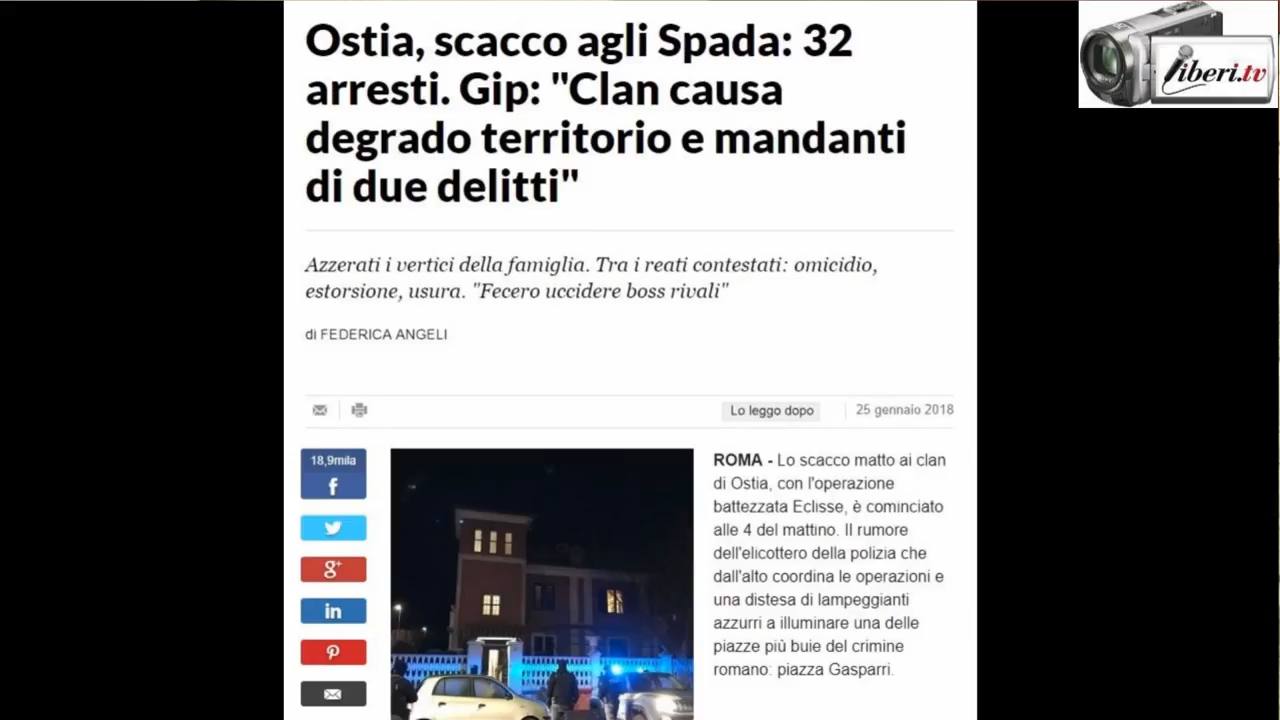 Ostia, scacco agli Spada: 32
arresti. Gip: "Clan causa
degrado territorio e mandanti
di due delitti"
liberi.tv
Azzerati i vertici della famiglia. Tra i reati contestati: omicidio,
estorsione, usura. "Fecero uccidere boss rivali"
di FEDERICA ANGELI
Lo leggo dopo
25 gennaio 2018
18,9mila
f
g+
in
ROMA - Lo scacco matto ai clan
di Ostia, con l'operazione
battezzata Eclisse, è cominciato
alle 4 del mattino. Il rumore
dell'elicottero della polizia che
dall'alto coordina le operazioni e
una distesa di lampeggianti
azzurri a illuminare una delle
piazze più buie del crimine
romano: piazza Gasparri.